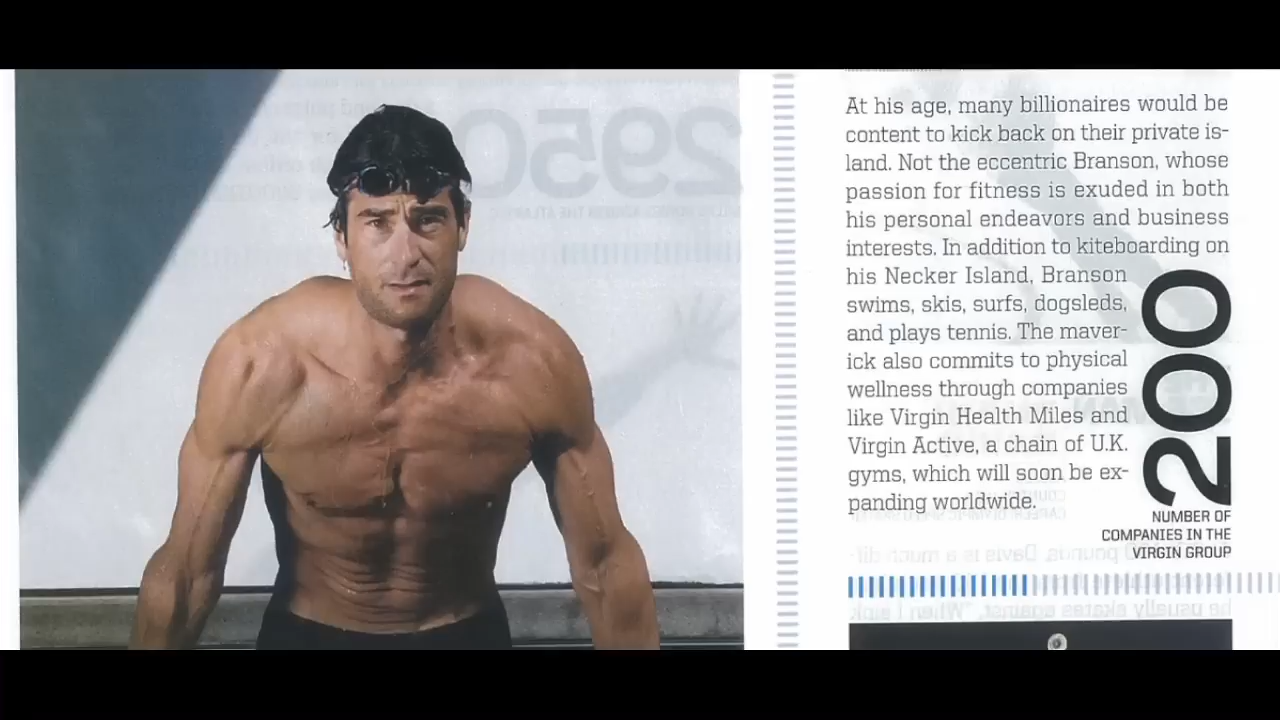 At his age, many billionaires would be
content to kick back on their private is-
land. Not the eccentric Branson, whose
passion for fitness is exuded in both
his personal endeavors and business
interests. In addition to kiteboarding on
his Necker Island, Branson
swims, skis, surfs, dogsleds,
and plays tennis. The maver-
ick also commits to physical
wellness through companies
like Virgin Health Miles and
Virgin Active, a chain of U.K.
gyms, which will soon be ex-
panding worldwide.
200
NUMBER OF
COMPANIES IN THE
VIRGIN GROUP
2950